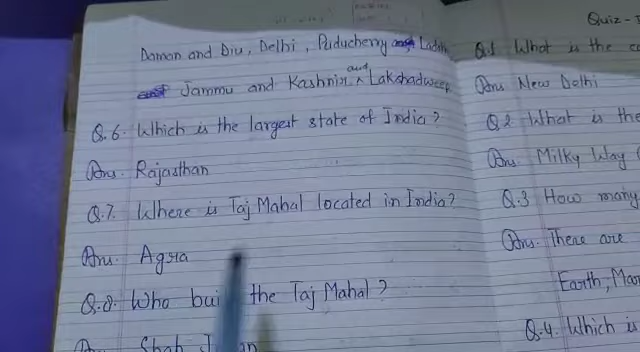 Daman and Diu, Delhi, Puducherry Ladakh
Jammu and Kashmir and Lakshadweep
Q.6. Which is the largest state of India?
Ans. Rajasthan
Q.7. Where is Taj Mahal located in India?
Ans. Agra
Q.8. Who the Taj Mahal?
Shah
Quiz -
Q.1 What is the
Ans New Delhi
Q.2 What is the
Ans. Milky Way
Q.3 How many
Ans. There are
Earth,
Q.4. Which is